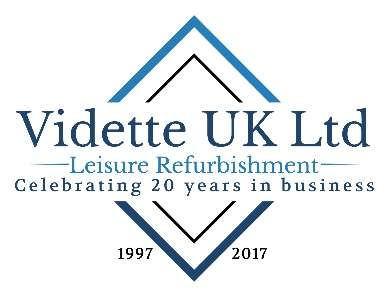 Vidette UK Ltd
Leisure Refurbishment
Celebrating 20 years in business
1997 2017